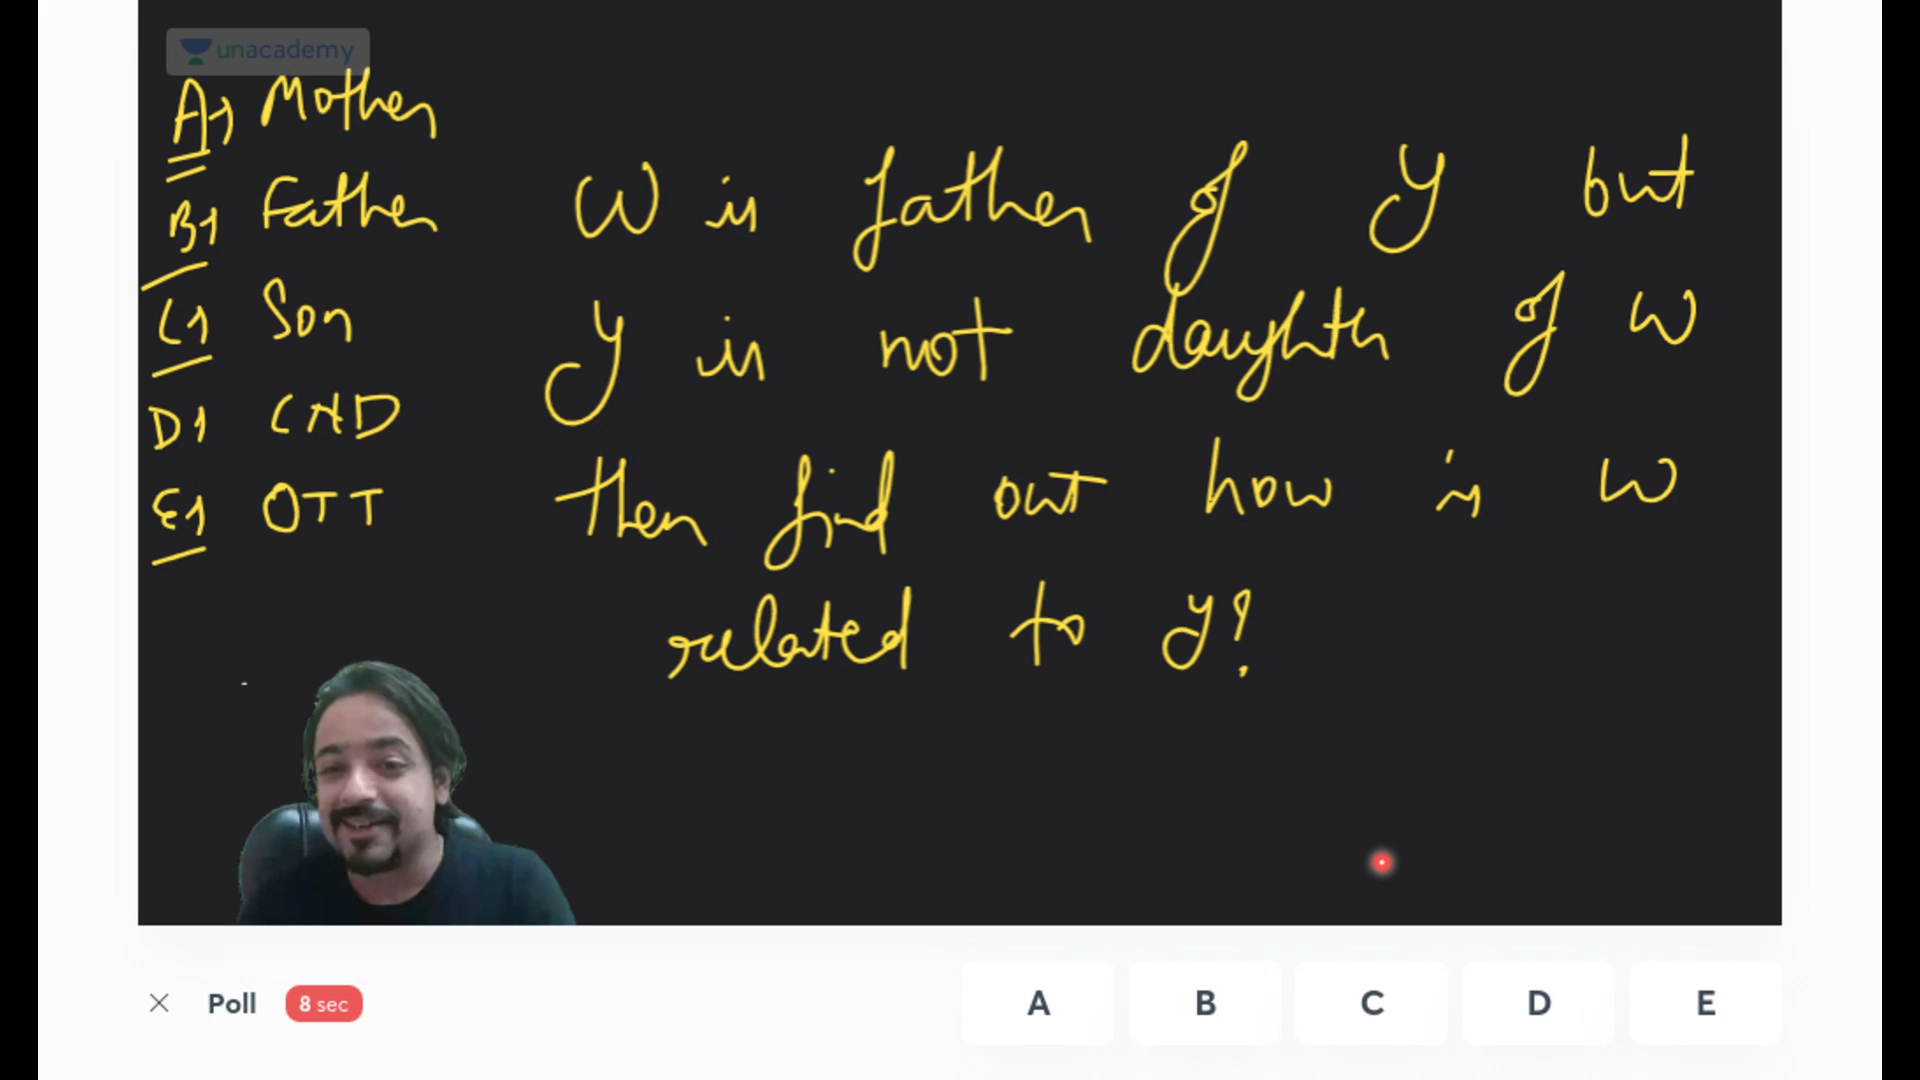 unacademy
A) Mother
B) Father
C) Son
D) CND
E) OTT
W is father of Y but
Y is not daughter of W
then find out how is W
related to Y?
Poll
8 sec
A B C D E